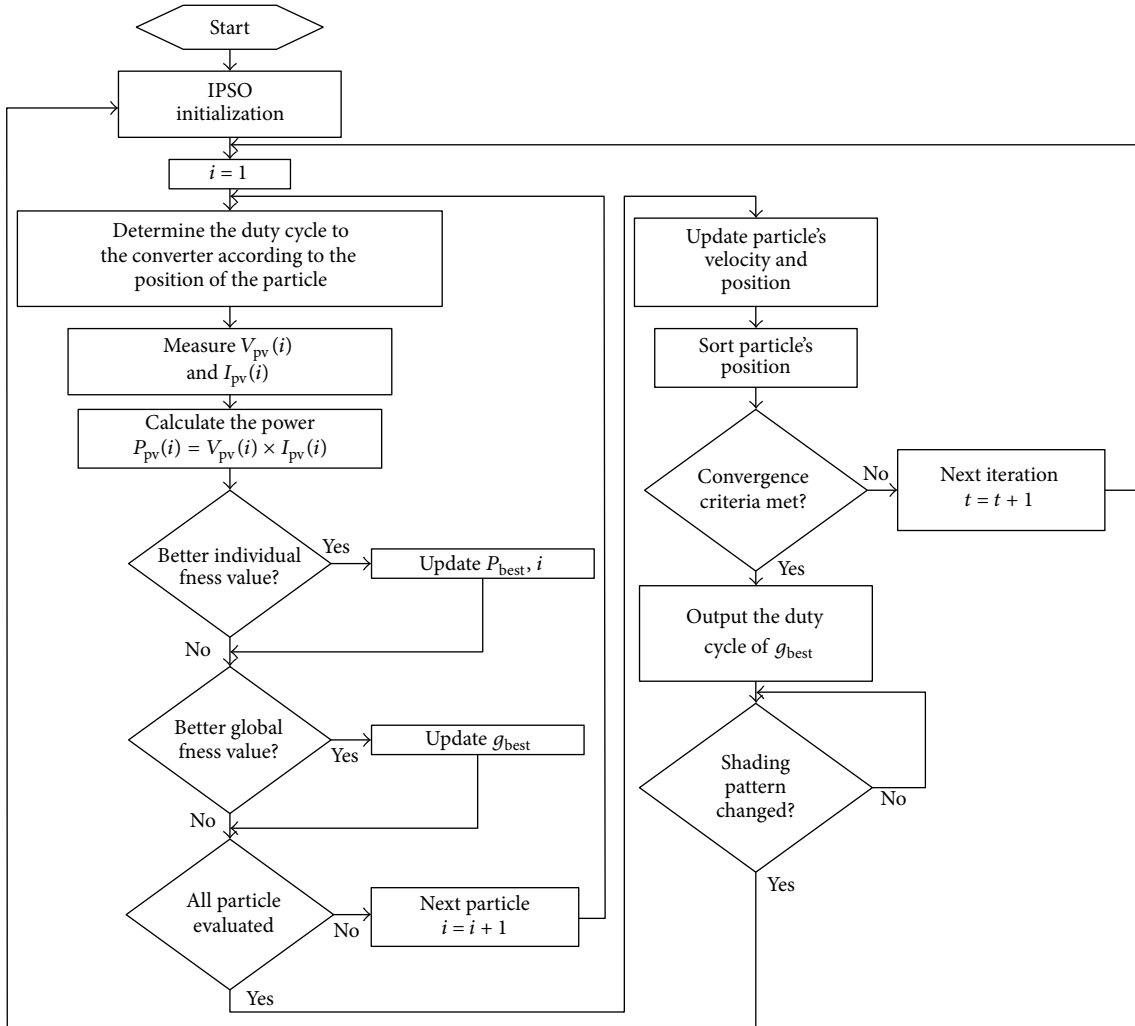 Start
IPSO
initialization
i = 1
Determine the duty cycle to
the converter according to the
position of the particle
Measure V_pv(i)
and I_pv(i)
Calculate the power
P_pv(i) = V_pv(i) × I_pv(i)
Better individual
fness value?
Yes
Update P_best, i
No
Better global
fness value?
Yes
Update g_best
No
All particle
evaluated
No
Next particle
i = i + 1
Yes
Update particle's
velocity and
position
Sort particle's
position
Convergence
criteria met?
No
Next iteration
t = t + 1
Yes
Output the duty
cycle of g_best
Shading
pattern
changed?
No
Yes